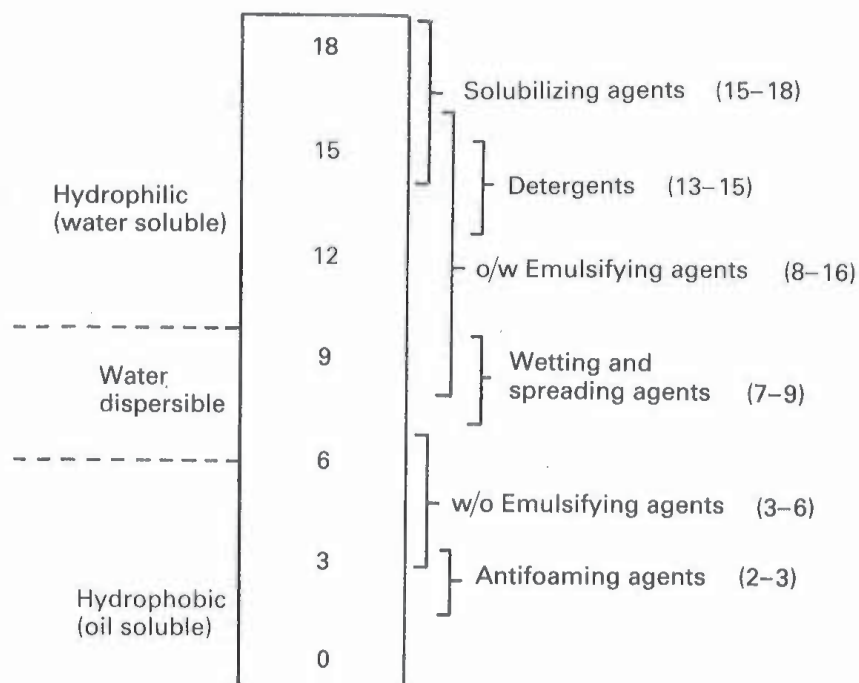 18
Solubilizing agents (15–18)
15
Detergents (13–15)
Hydrophilic
(water soluble)
12
o/w Emulsifying agents (8–16)
9
Wetting and
spreading agents (7–9)
Water
dispersible
6
w/o Emulsifying agents (3–6)
3
Antifoaming agents (2–3)
Hydrophobic
(oil soluble)
0